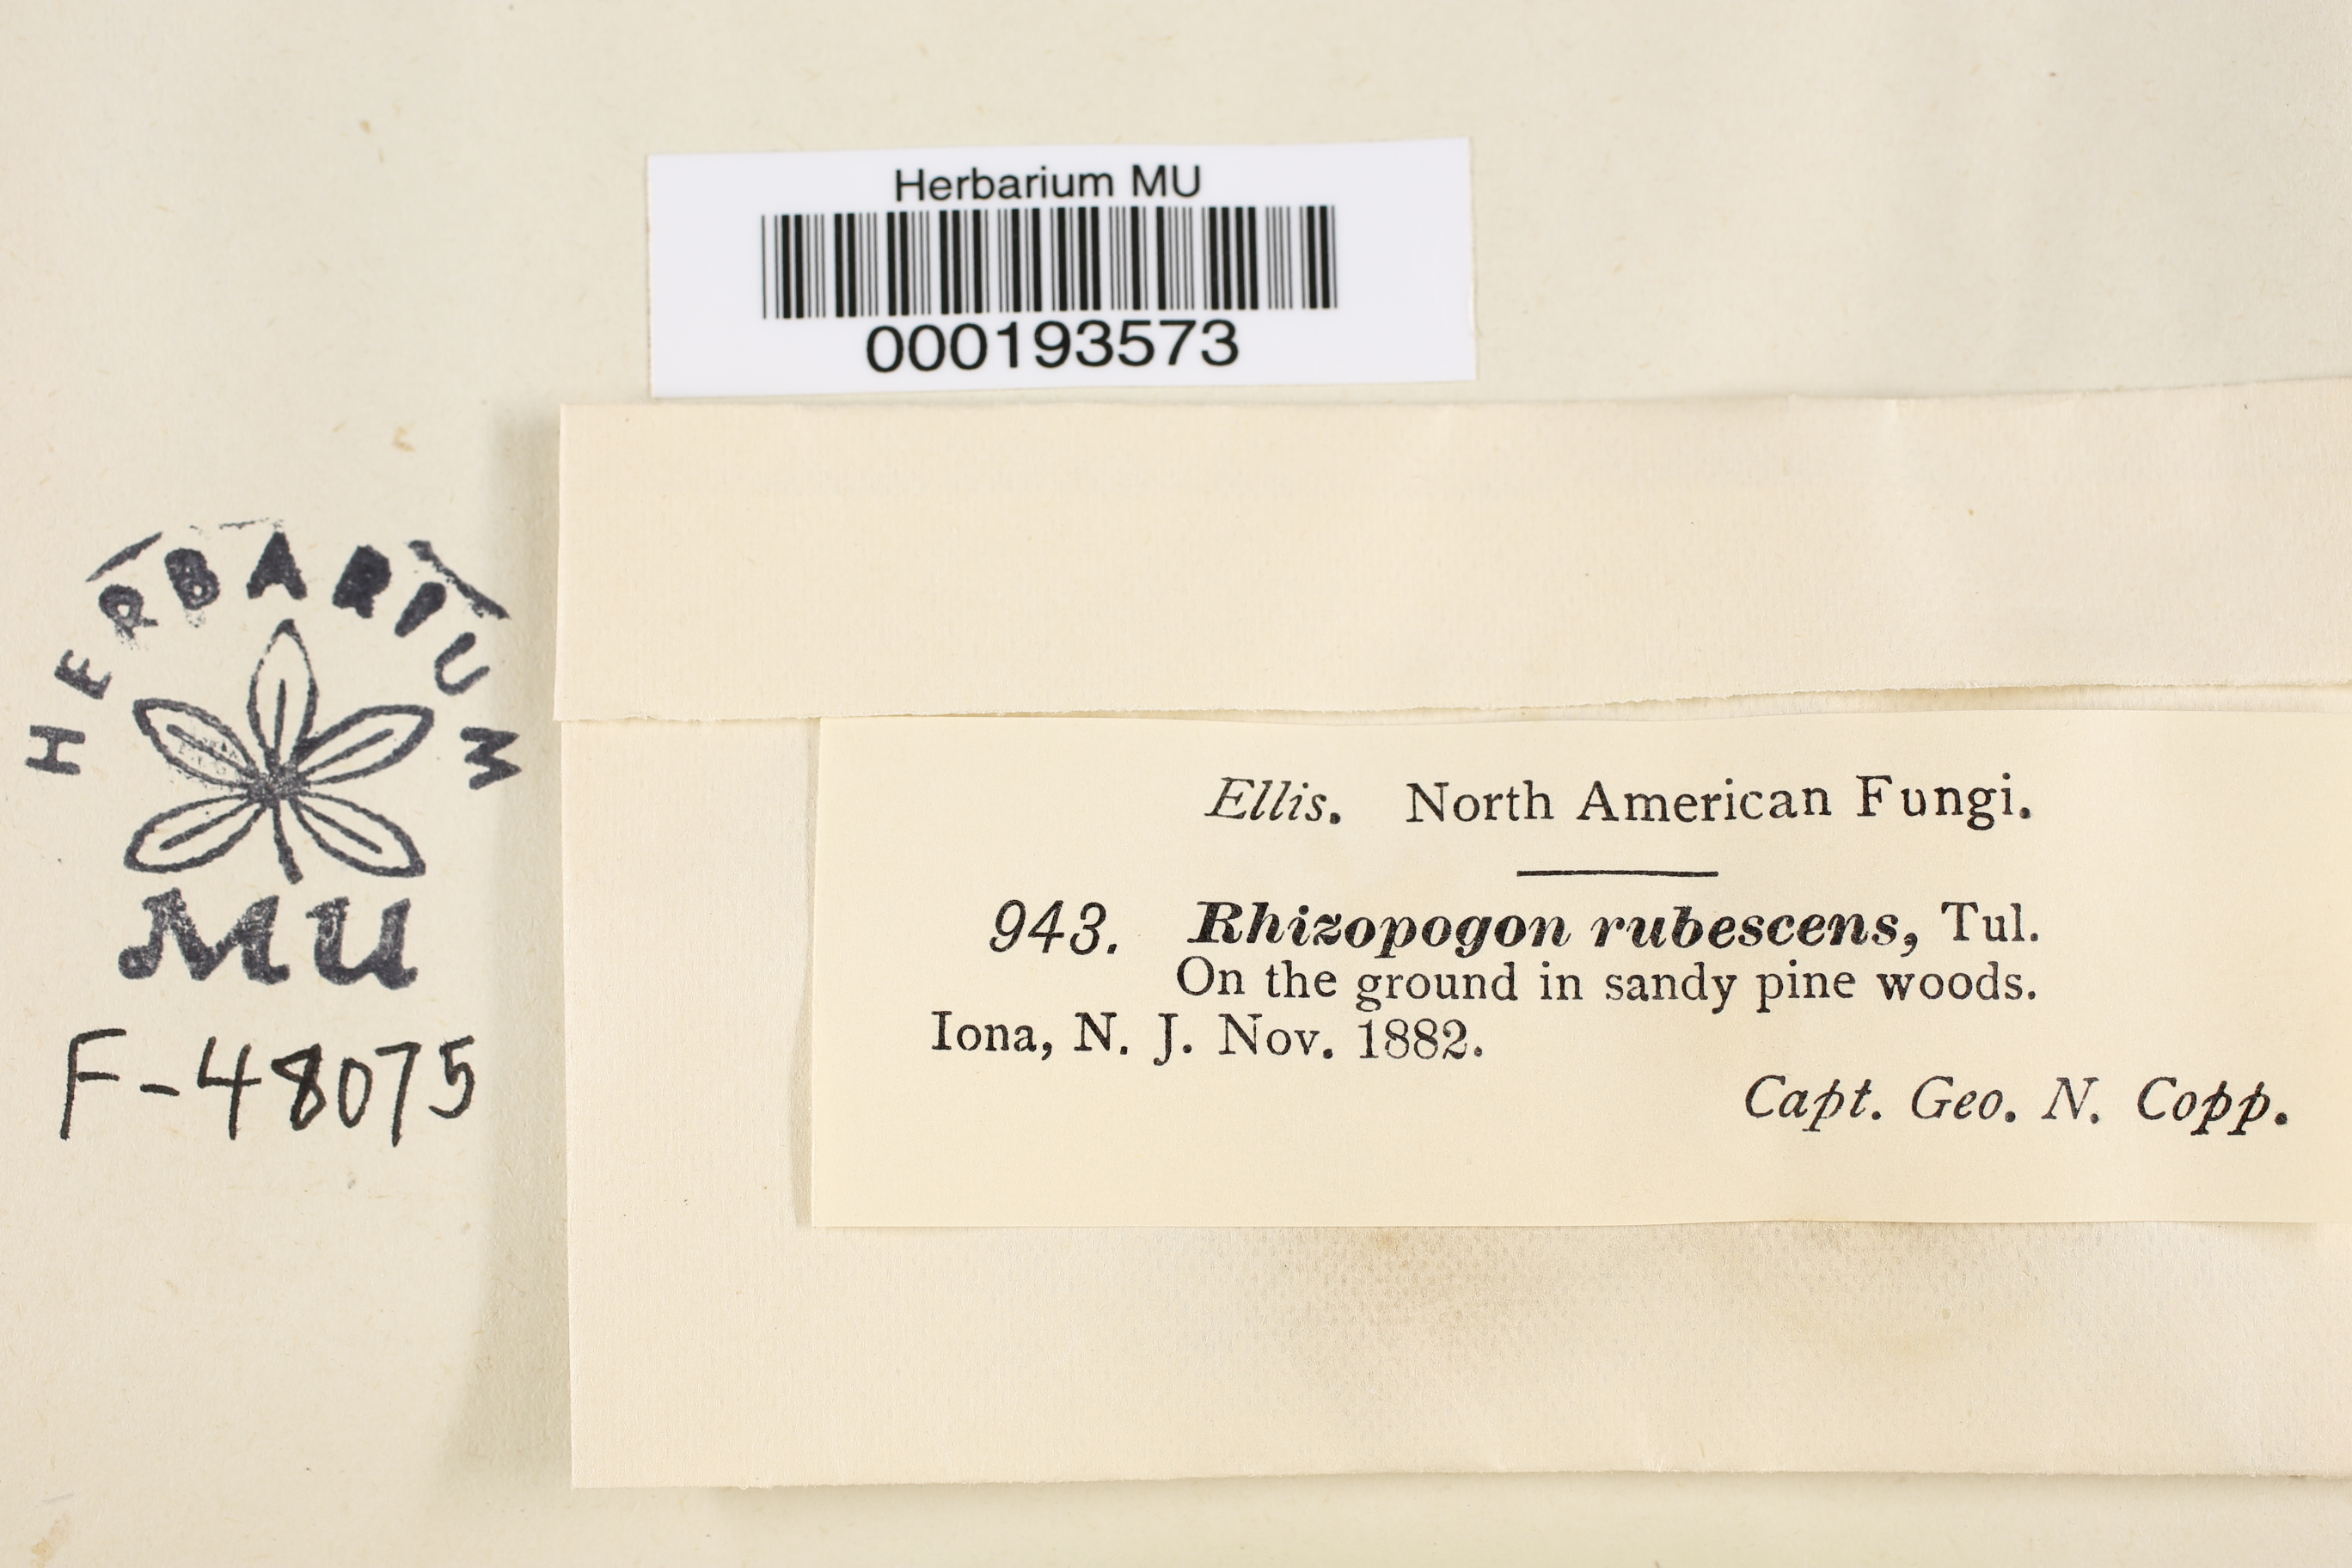 Herbarium MU
000193573
HERBARIUM
MU
F-48075
Ellis. North American Fungi.
943. Rhizopogon rubescens, Tul.
On the ground in sandy pine woods.
Iona, N. J. Nov. 1882.
Capt. Geo. N. Copp.